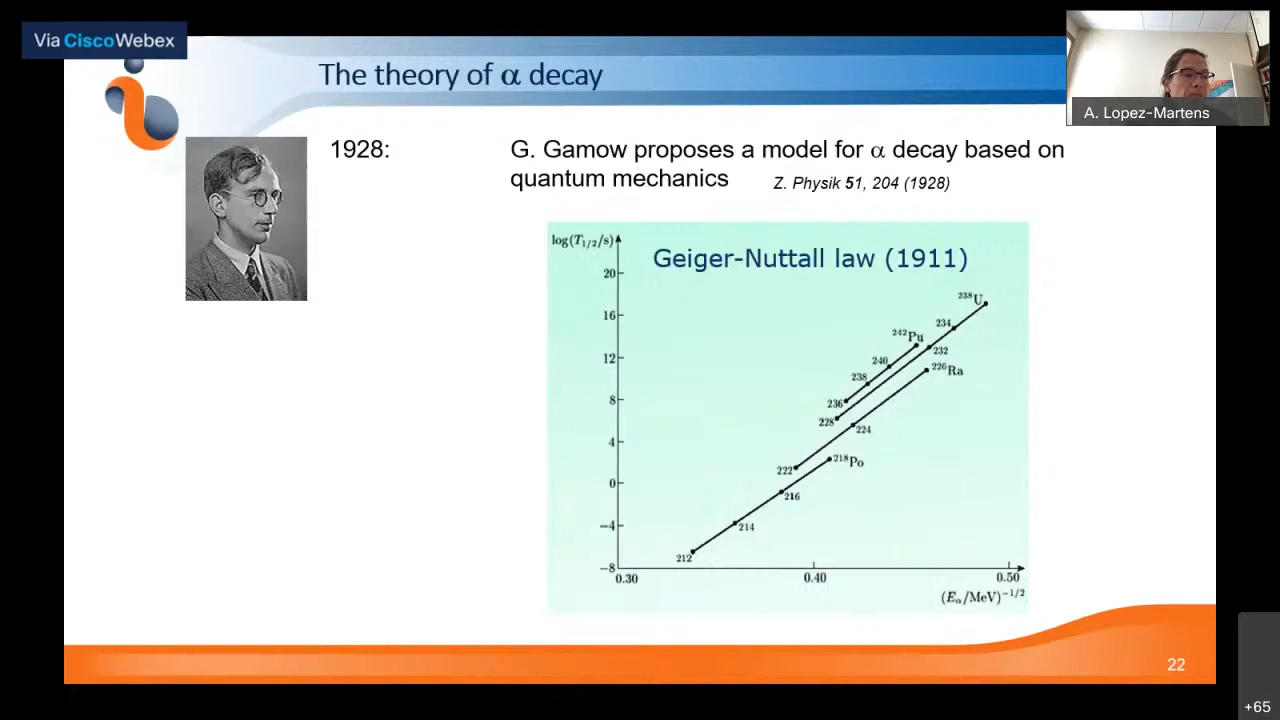 Via Cisco Webex
The theory of α decay
A. Lopez-Martens
1928:
G. Gamow proposes a model for α decay based on
quantum mechanics
Z. Physik 51, 204 (1928)
log(T1/2/s)
Geiger-Nuttall law (1911)
20
16
12
8
4
0
−4
−8
238U
234
232
228
242Pu
240
238
236
226Ra
224
222
218Po
216
214
212
0.30
0.40
0.50
(Eα/MeV)−1/2
22
+65